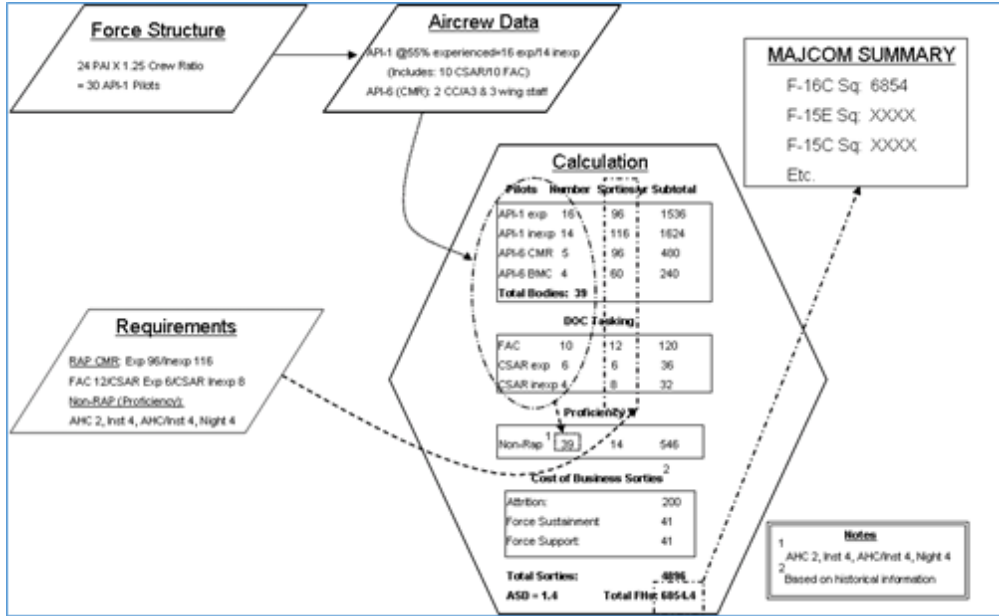 Force Structure
24 PAI X 1.25 Crew Ratio
= 30 API-1 Pilots
Aircrew Data
API-1 @55% experienced=16 exp/14 inexp
(Includes: 10 CSAR/10 FAC)
API-6 (CMR): 2 CC/A3 & 3 wing staff
MAJCOM SUMMARY
F-16C Sq: 6854
F-15E Sq: XXXX
F-15C Sq: XXXX
Etc.
Calculation
Pilots Number Sorties/yr Subtotal
API-1 exp 16 96 1536
API-1 inexp 14 116 1624
API-6 CMR 5 96 480
API-6 BMC 4 60 240
Total Bodies: 39
DOC Tasking
FAC 10 12 120
CSAR exp 6 6 36
CSAR inexp 4 8 32
Proficiency
Non-Rap 1 39 14 546
Cost of Business Sorties 2
Attrition: 200
Force Sustainment 41
Force Support: 41
Total Sorties: 4896
ASD = 1.4 Total FHs: 6854.4
Requirements
RAP CMR: Exp 96/Inexp 116
FAC 12/CSAR Exp 6/CSAR Inexp 8
Non-RAP (Proficiency):
AHC 2, Inst 4, AHC/Inst 4, Night 4
Notes
1 AHC 2, Inst 4, AHC/Inst 4, Night 4
2 Based on historical information